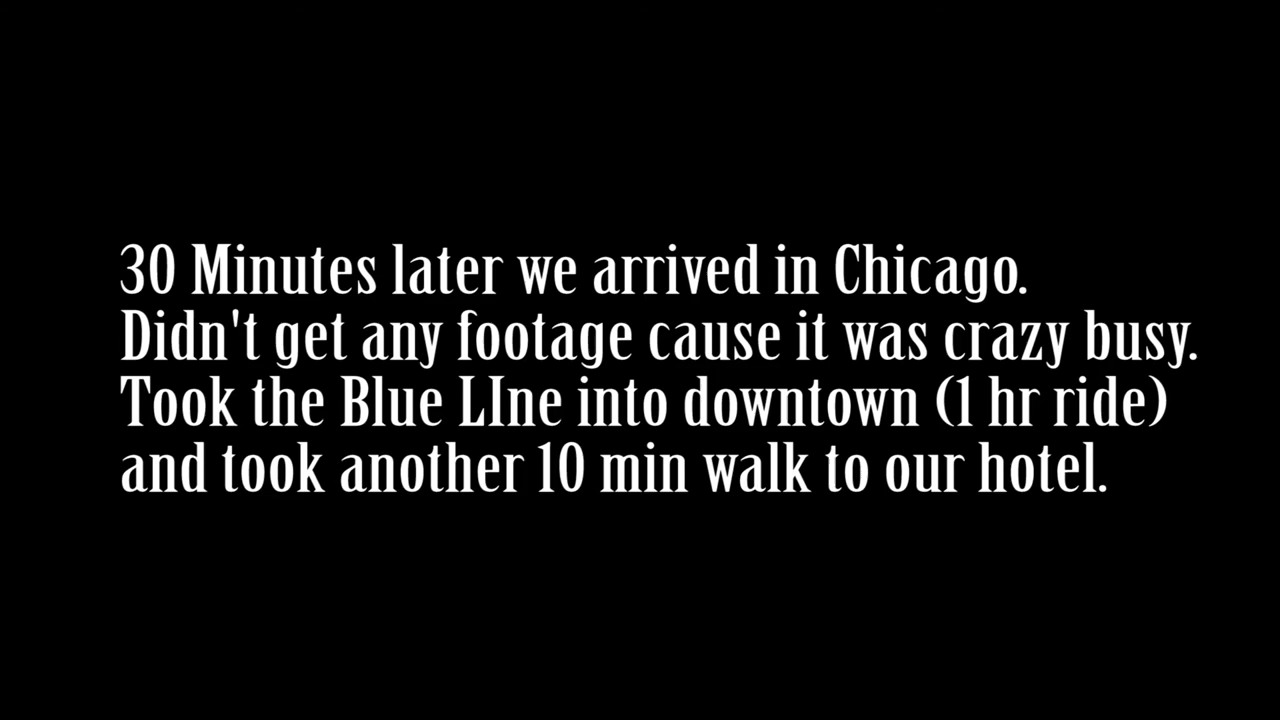 30 Minutes later we arrived in Chicago.
Didn't get any footage cause it was crazy busy.
Took the Blue LIne into downtown (1 hr ride)
and took another 10 min walk to our hotel.